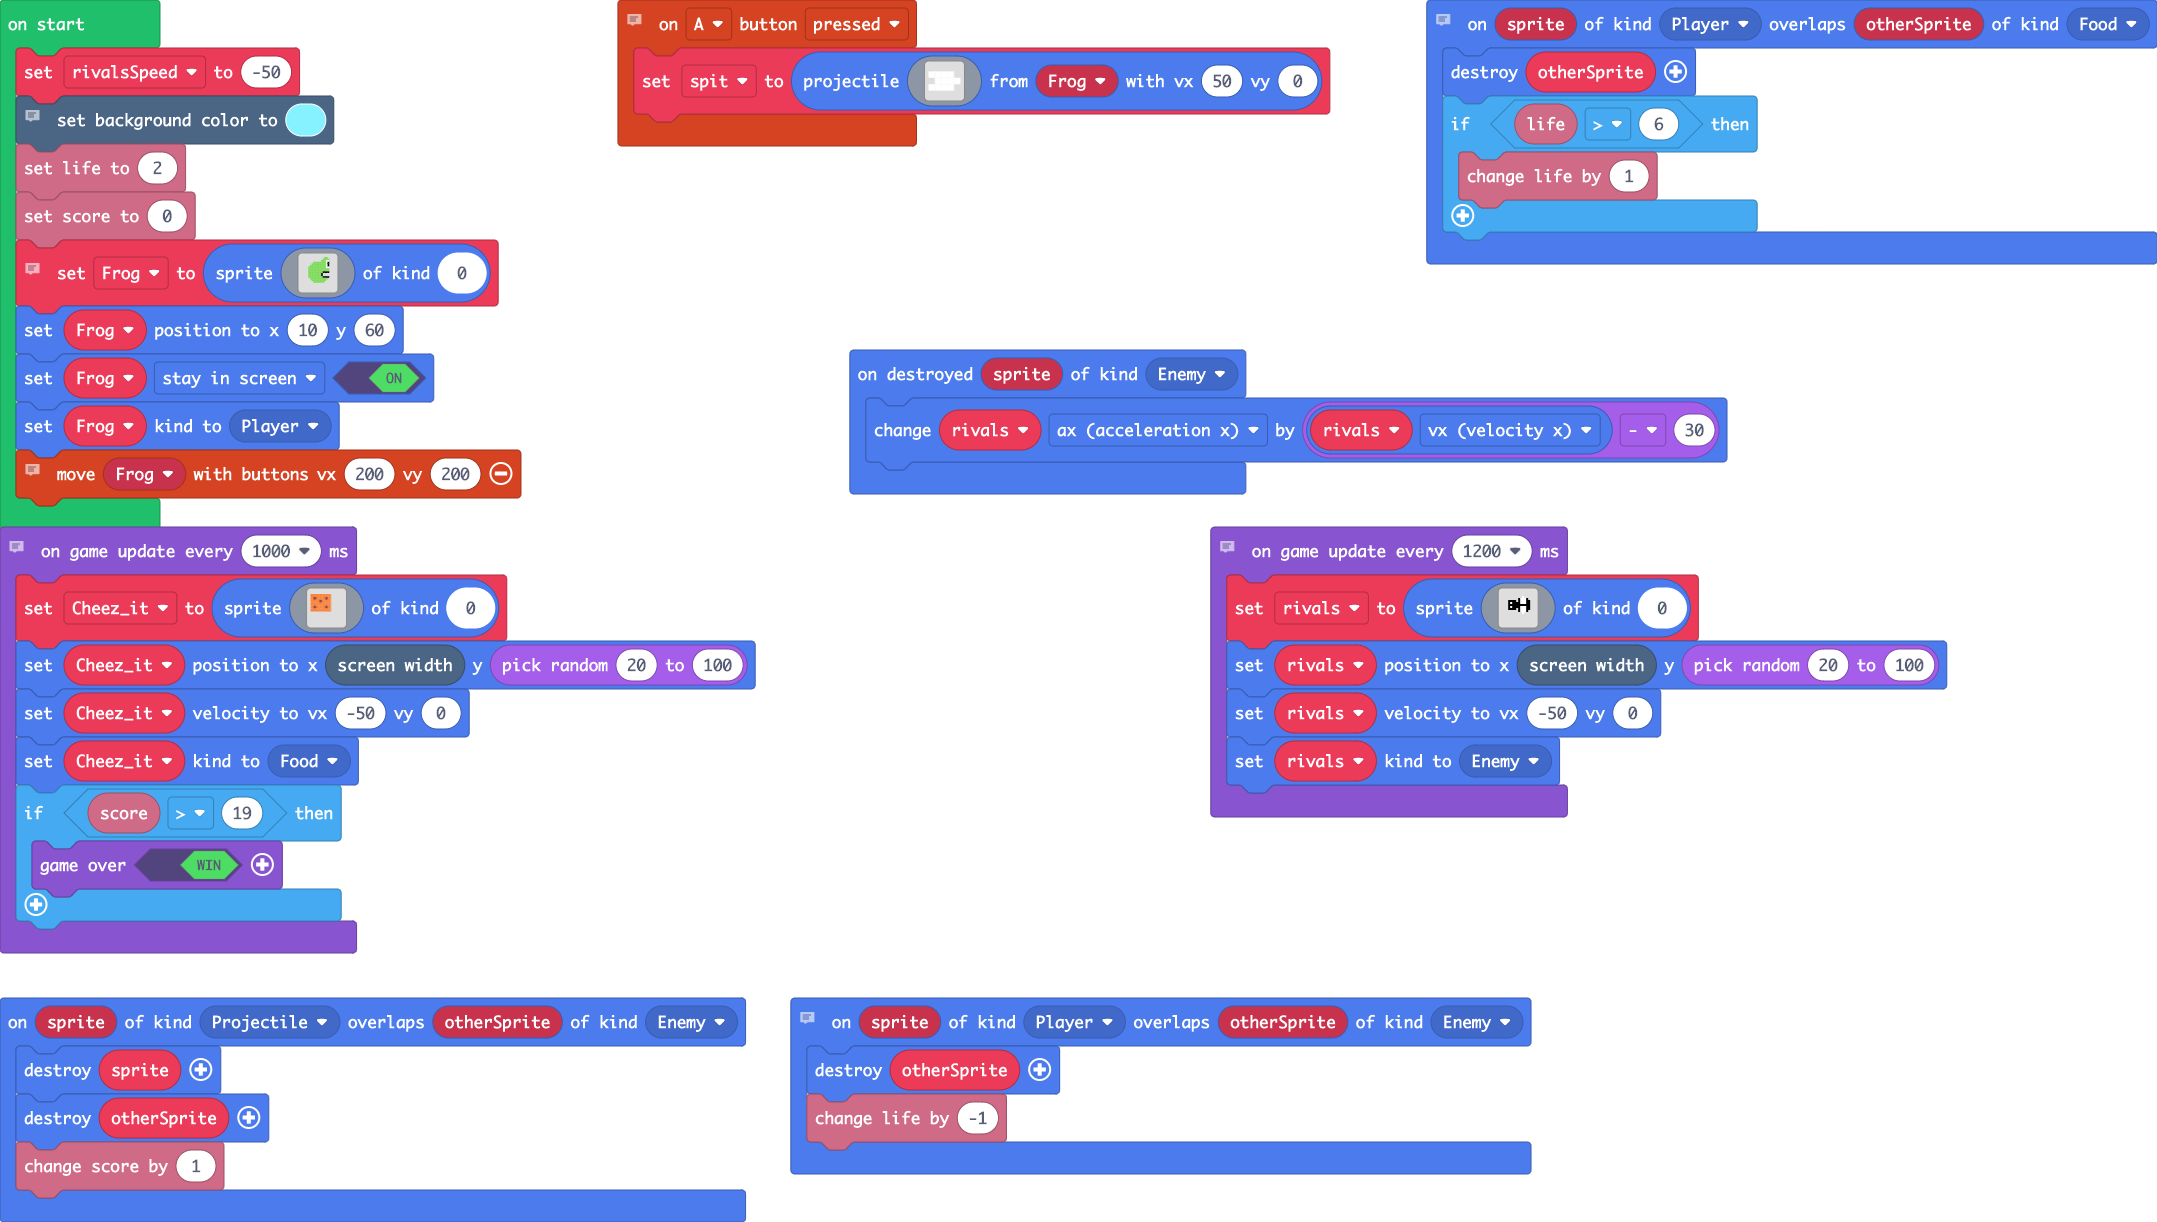 on start
set rivalsSpeed to -50
set background color to
set life to 2
set score to 0
set Frog to sprite of kind 0
set Frog position to x 10 y 60
set Frog stay in screen ON
set Frog kind to Player
move Frog with buttons vx 200 vy 200
on A button pressed
set spit to projectile from Frog with vx 50 vy 0
on sprite of kind Player overlaps otherSprite of kind Food
destroy otherSprite
if life > 6 then
change life by 1
on destroyed sprite of kind Enemy
change rivals ax (acceleration x) by rivals vx (velocity x) - 30
on game update every 1000 ms
set Cheez_it to sprite of kind 0
set Cheez_it position to x screen width y pick random 20 to 100
set Cheez_it velocity to vx -50 vy 0
set Cheez_it kind to Food
if score > 19 then
game over WIN
on game update every 1200 ms
set rivals to sprite of kind 0
set rivals position to x screen width y pick random 20 to 100
set rivals velocity to vx -50 vy 0
set rivals kind to Enemy
on sprite of kind Projectile overlaps otherSprite of kind Enemy
destroy sprite
destroy otherSprite
change score by 1
on sprite of kind Player overlaps otherSprite of kind Enemy
destroy otherSprite
change life by -1